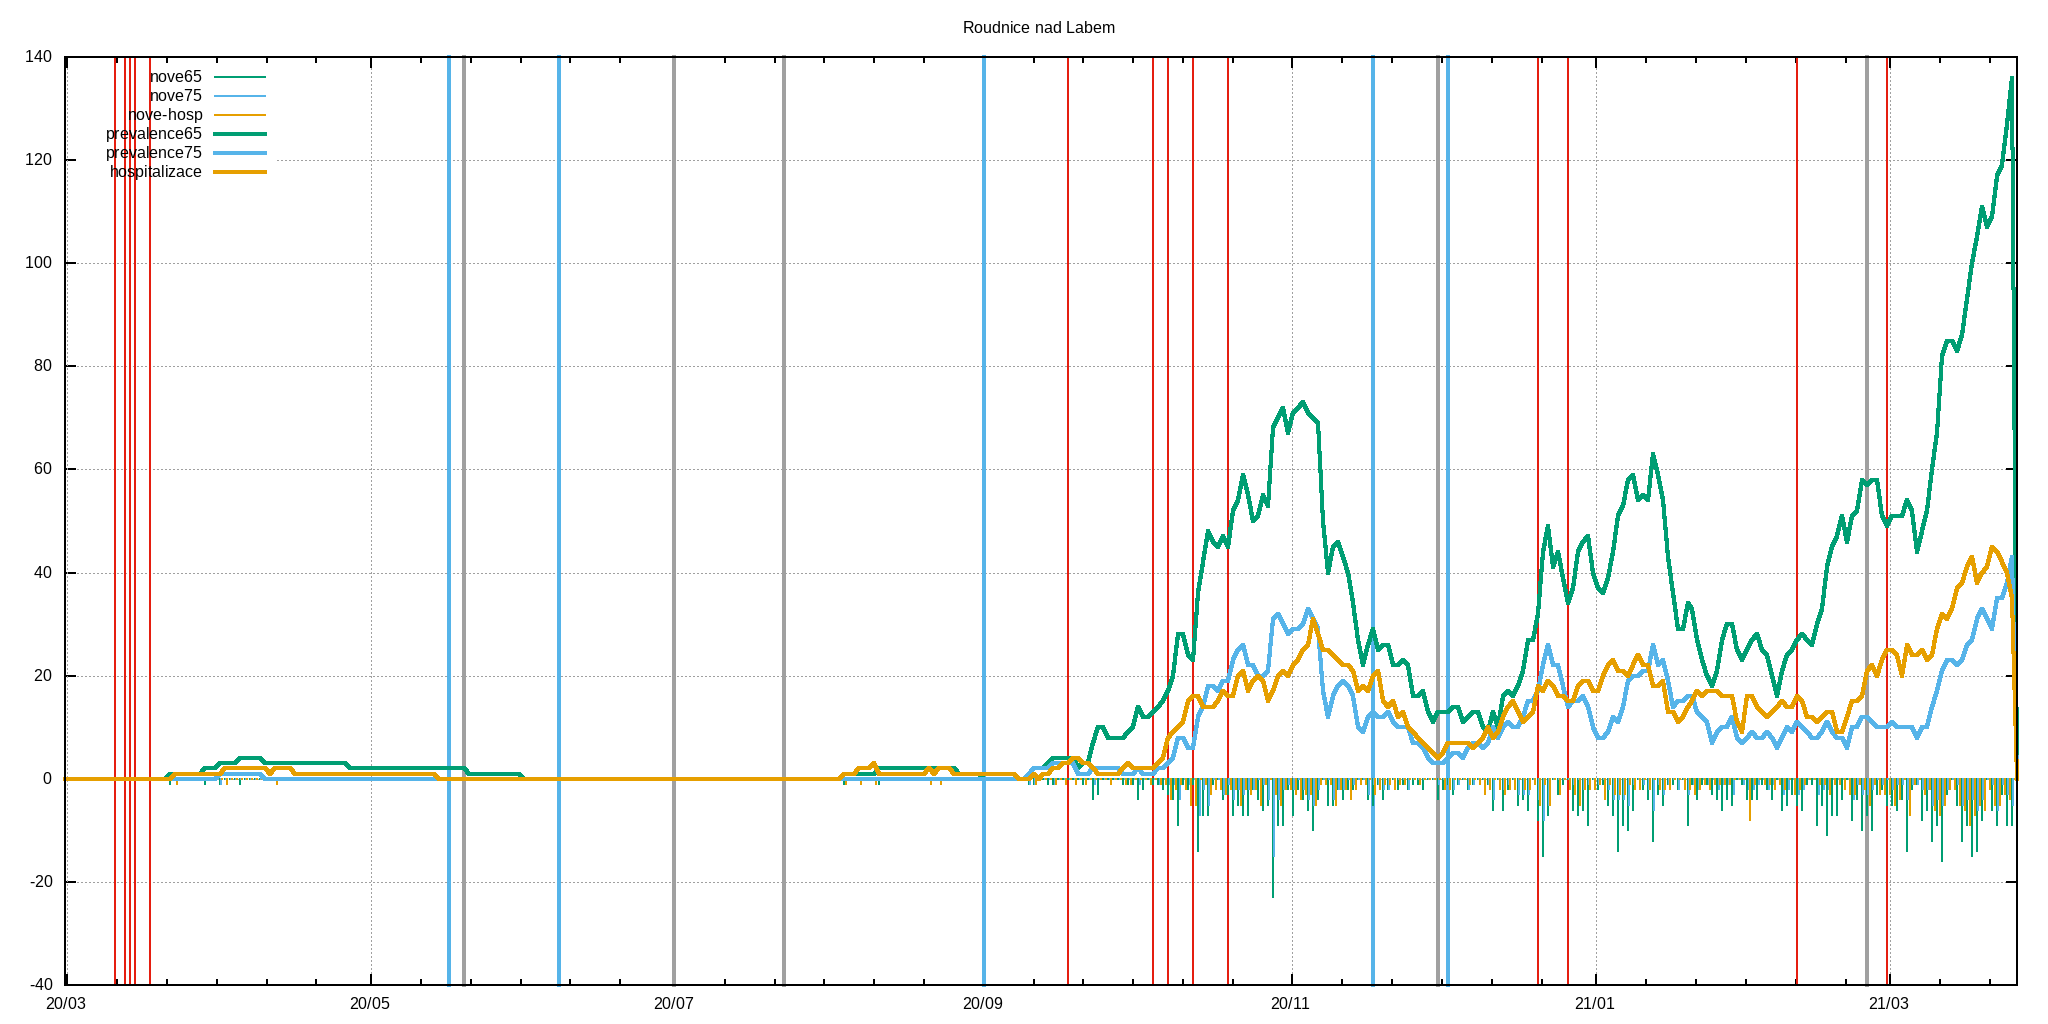 Roudnice nad Labem
140
120
100
80
60
40
20
0
-20
-40
nove65
nove75
nove-hosp
prevalence65
prevalence75
hospitalizace
20/03 20/05 20/07 20/09 20/11 21/01 21/03